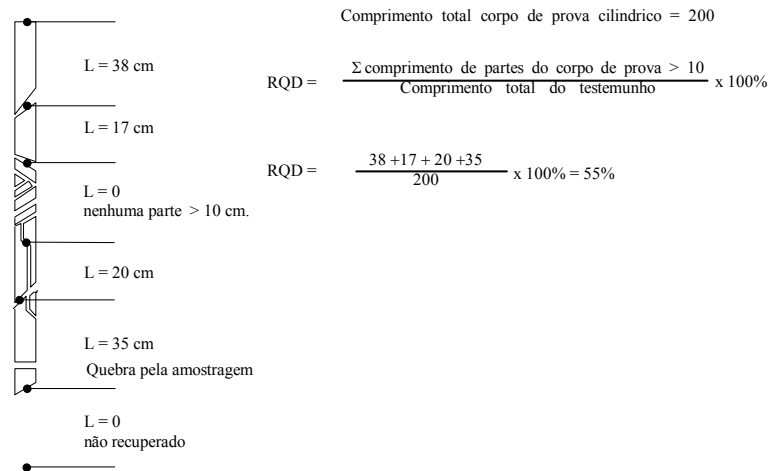 Comprimento total corpo de prova cilindrico = 200
L = 38 cm
RQD = Σ comprimento de partes do corpo de prova > 10 x 100%
Comprimento total do testemunho
L = 17 cm
RQD = 38 +17 + 20 +35 x 100% = 55%
200
L = 0
nenhuma parte > 10 cm.
L = 20 cm
L = 35 cm
Quebra pela amostragem
L = 0
não recuperado